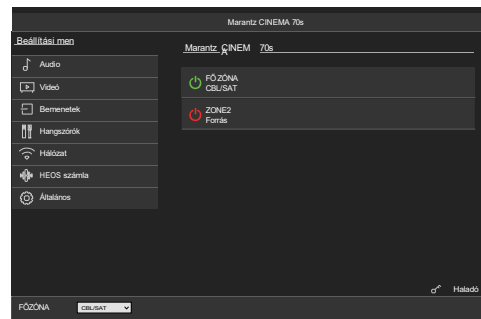 Marantz CINEMA 70s
Beállítási men
Marantz CINEM 70s
A
Audio
Videó
Bemenetek
Hangszórók
Hálózat
HEOS számla
Általános
FŐ ZÓNA
CBL/SAT
ZONE2
Forrás
Haladó
FŐZÓNA CBL/SAT